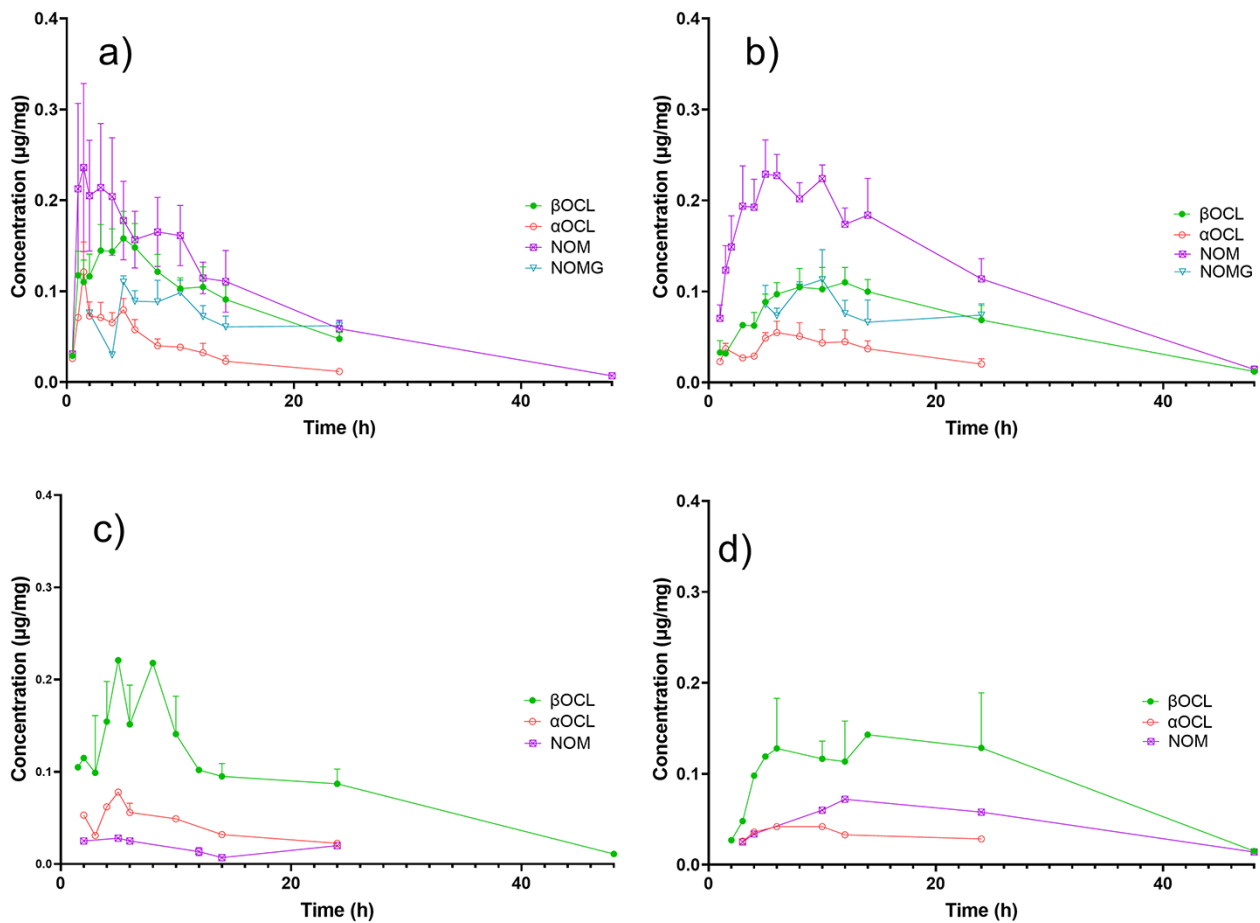 a)
Concentration (µg/mg)
0.4
0.3
0.2
0.1
0.0
0
20
40
Time (h)
βOCL
αOCL
NOM
NOMG
b)
Concentration (µg/mg)
0.4
0.3
0.2
0.1
0.0
0
20
40
Time (h)
βOCL
αOCL
NOM
NOMG
c)
Concentration (µg/mg)
0.4
0.3
0.2
0.1
0.0
0
20
40
Time (h)
βOCL
αOCL
NOM
d)
Concentration (µg/mg)
0.4
0.3
0.2
0.1
0.0
0
20
40
Time (h)
βOCL
αOCL
NOM